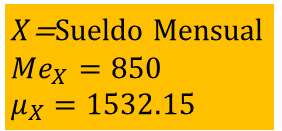 X=Sueldo Mensual
Me_X = 850
μ_X = 1532.15